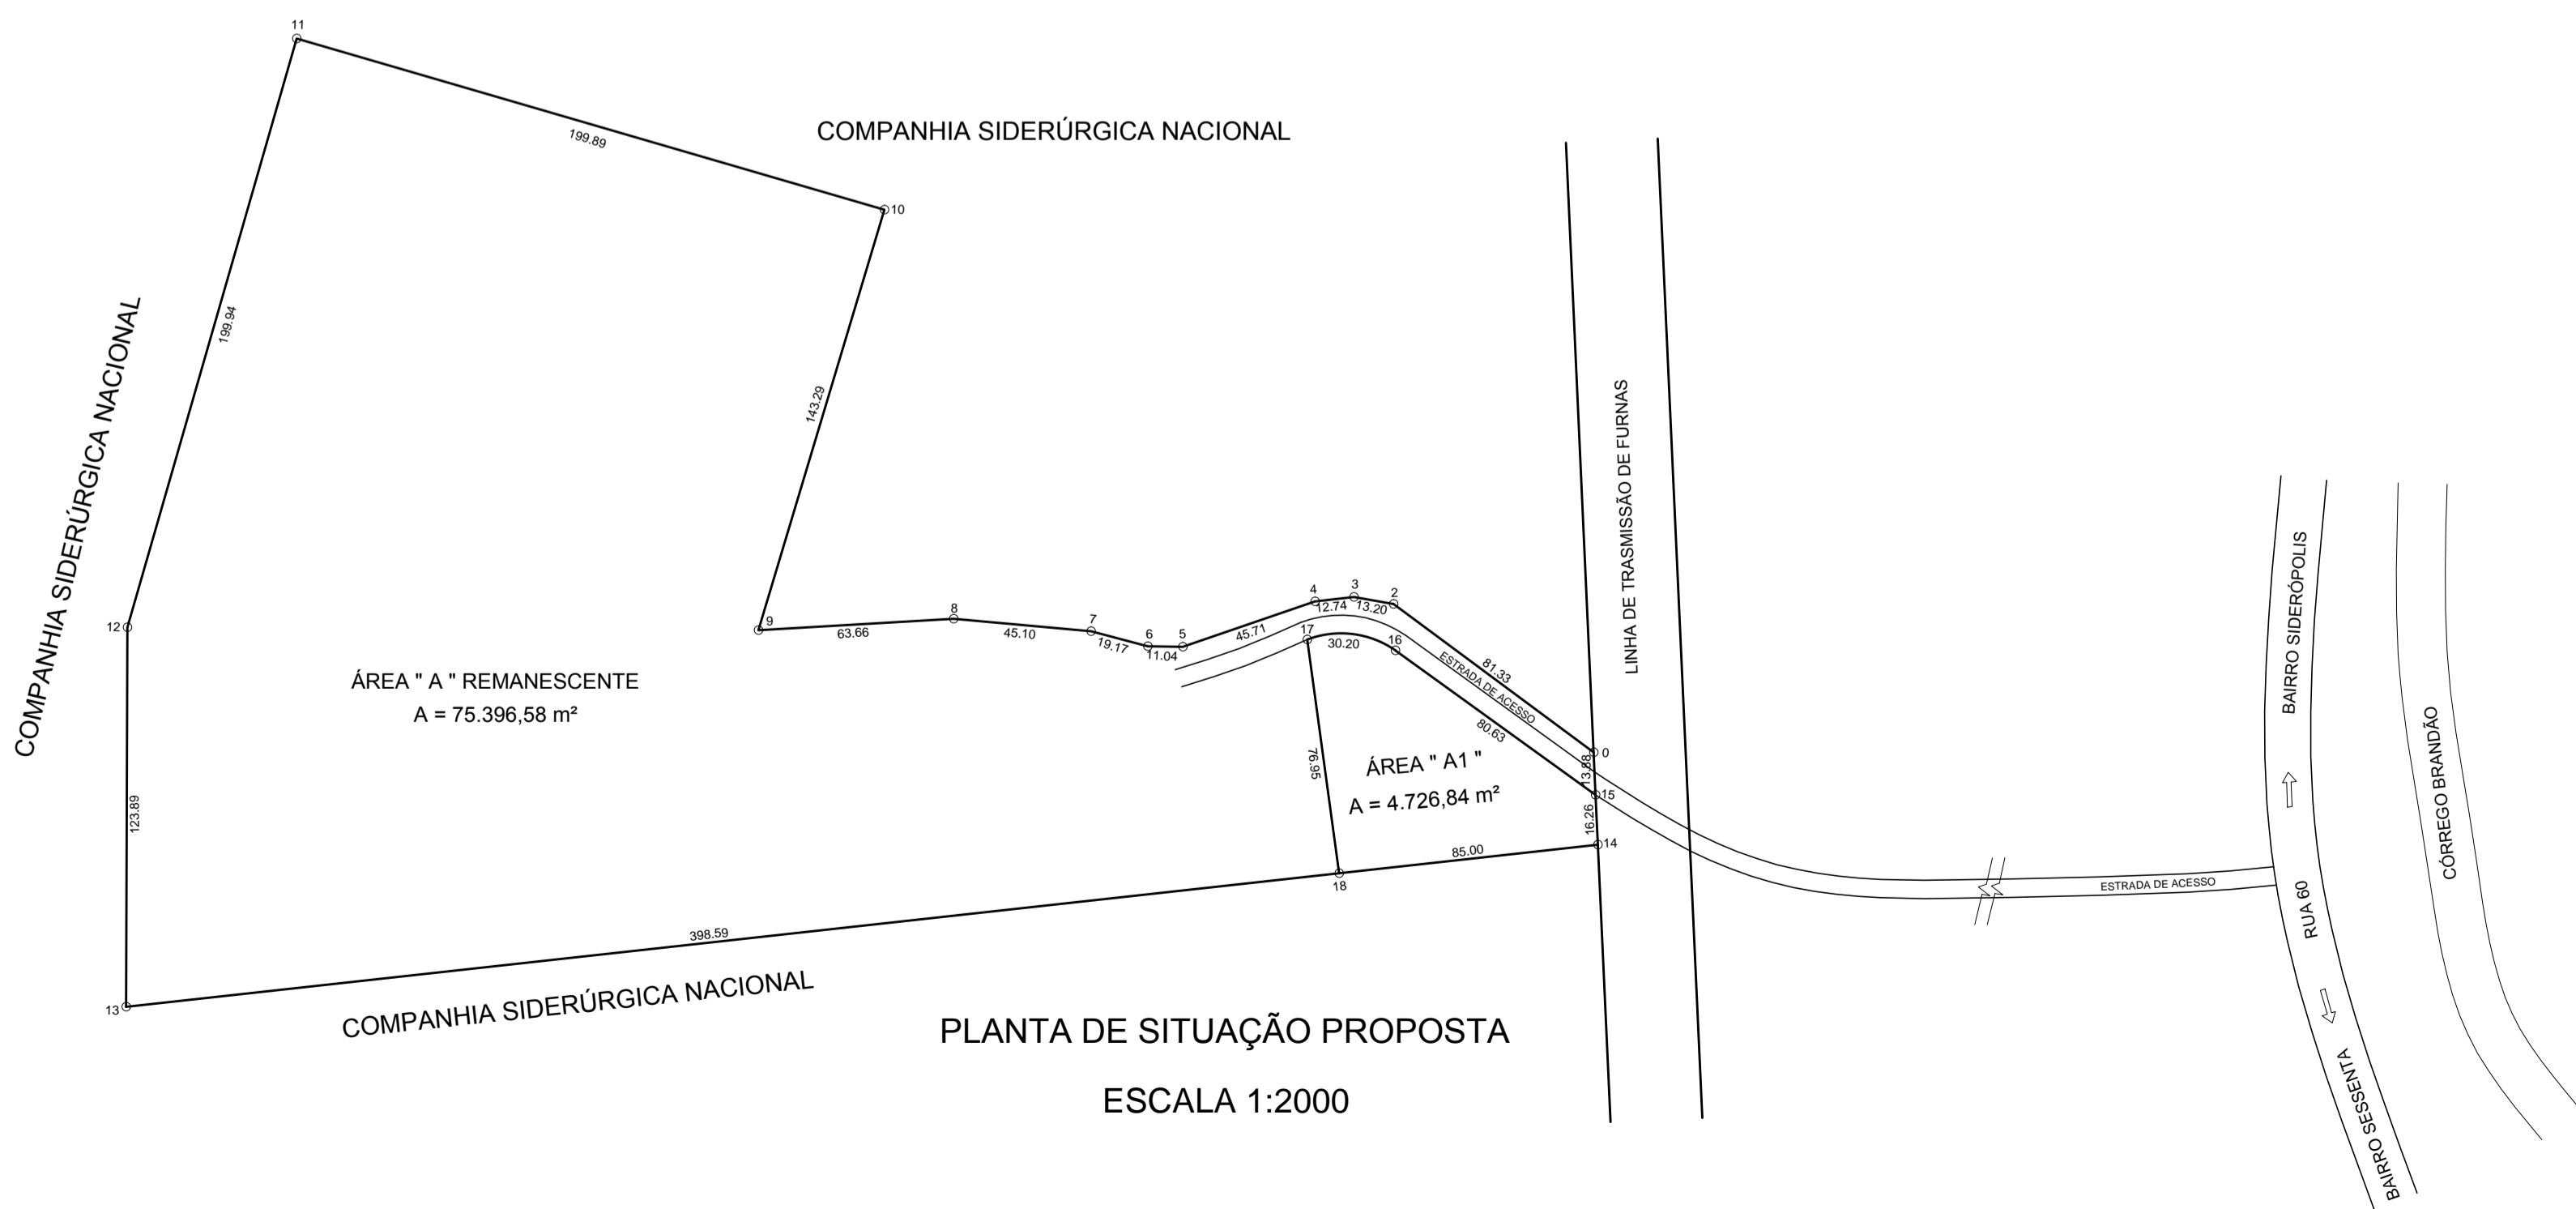 11
199.89
COMPANHIA SIDERÚRGICA NACIONAL
10
199.94
COMPANHIA SIDERÚRGICA NACIONAL
143.29
LINHA DE TRASMISSÃO DE FURNAS
12
9
63.66
8
45.10
7
19.17
6
11.04
5
45.71
4
12.74
3
13.20
2
17
30.20
16
81.33
ESTRADA DE ACESSO
80.63
ÁREA " A " REMANESCENTE
A = 75.396,58 m²
76.95
ÁREA " A1 "
A = 4.726,84 m²
0
13.88
15
16.26
14
85.00
18
123.89
398.59
13
COMPANHIA SIDERÚRGICA NACIONAL
PLANTA DE SITUAÇÃO PROPOSTA
ESCALA 1:2000
ESTRADA DE ACESSO
BAIRRO SIDERÓPOLIS
RUA 60
BAIRRO SESSENTA
CÓRREGO BRANDÃO